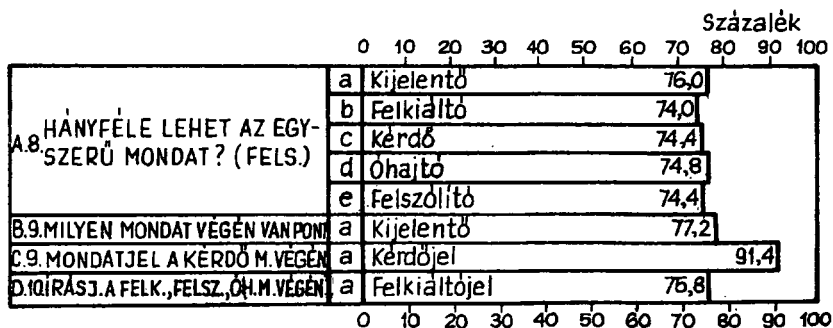 Százalék
0 10 20 30 40 50 60 70 80 90 100
A.8. HÁNYFÉLE LEHET AZ EGY-
SZERŰ MONDAT? (FELS.)
a Kijelentő 76,0
b Felkiáltó 74,0
c Kérdő 74,4
d Óhajtó 74,8
e Felszólító 74,4
B.9. MILYEN MONDAT VÉGÉN VAN PONT a Kijelentő 77,2
C.9. MONDATJEL A KÉRDŐ M. VÉGÉN a Kérdőjel 91,4
D.10. ÍRÁSJ. A FELK., FELSZ., ÓH. M. VÉGÉN a Felkiáltójel 76,8
0 10 20 30 40 50 60 70 80 90 100